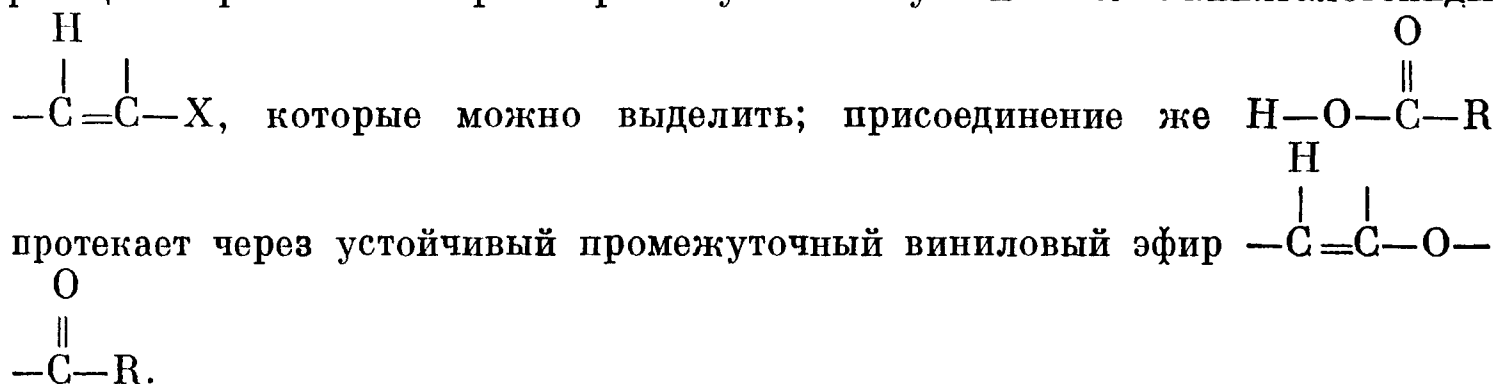 H
| |
—C=C—X, которые можно выделить; присоединение же H—O—C—R
O
||
протекает через устойчивый промежуточный виниловый эфир —C=C—O—
H
| |
O
||
—C—R.